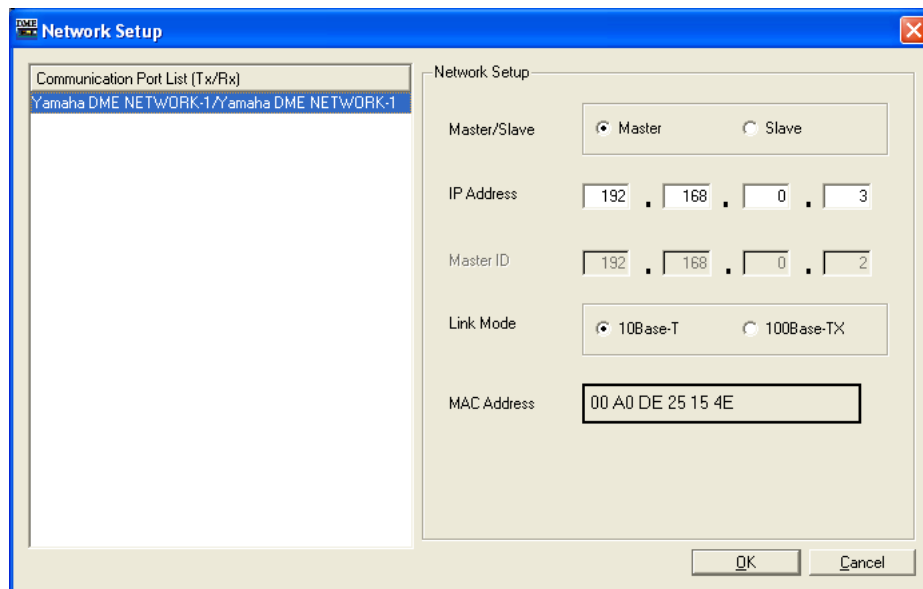 DME
Network Setup
Communication Port List (Tx/Rx)
Yamaha DME NETWORK-1/Yamaha DME NETWORK-1
Network Setup
Master/Slave
Master
Slave
IP Address
192 . 168 . 0 . 3
Master ID
192 . 168 . 0 . 2
Link Mode
10Base-T
100Base-TX
MAC Address
00 A0 DE 25 15 4E
OK
Cancel